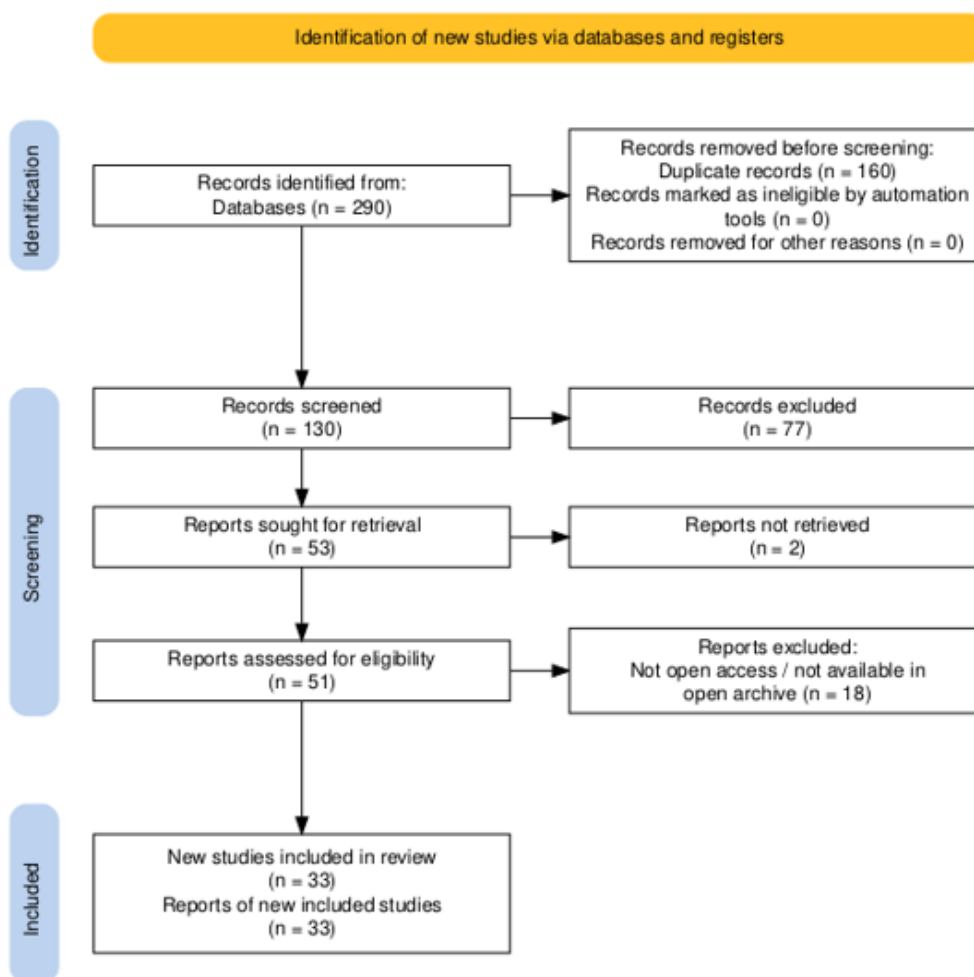 Identification of new studies via databases and registers
Identification
Records identified from:
Databases (n = 290)
Records removed before screening:
Duplicate records (n = 160)
Records marked as ineligible by automation
tools (n = 0)
Records removed for other reasons (n = 0)
Screening
Records screened
(n = 130)
Records excluded
(n = 77)
Reports sought for retrieval
(n = 53)
Reports not retrieved
(n = 2)
Reports assessed for eligibility
(n = 51)
Reports excluded:
Not open access / not available in
open archive (n = 18)
Included
New studies included in review
(n = 33)
Reports of new included studies
(n = 33)